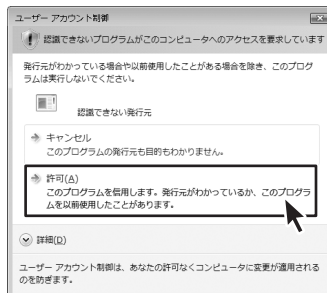 ユーザー アカウント制御
認識できないプログラムがこのコンピュータへのアクセスを要求しています
発行元がわかっている場合や以前使用したことがある場合を除き、このプログ
ラムは実行しないでください。
認識できない発行元
キャンセル
このプログラムの発行元も目的もわかりません。
許可(A)
このプログラムを信用します。発行元がわかっているか、このプログラ
ムを以前使用したことがあります。
詳細(D)
ユーザー アカウント制御は、あなたの許可なくコンピュータに変更が適用される
のを防ぎます。